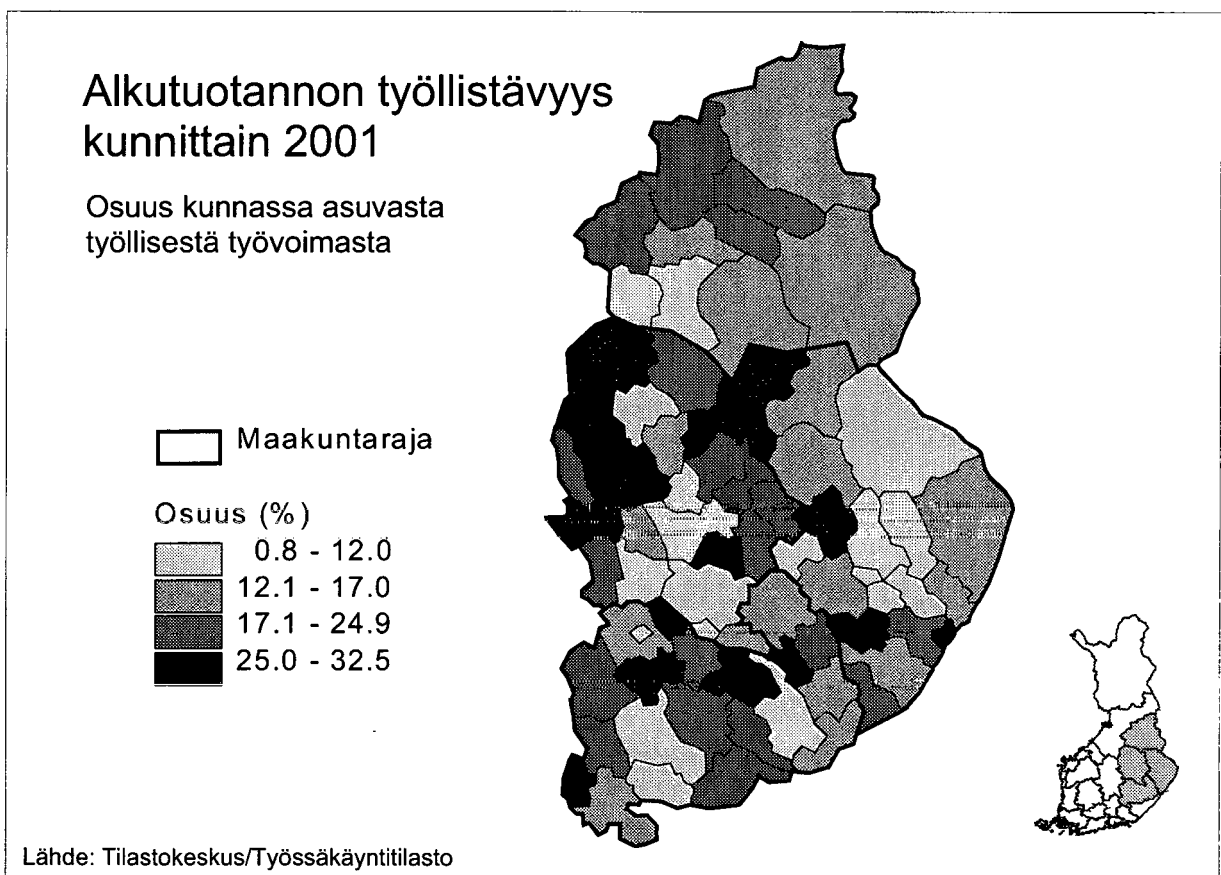 Alkutuotannon työllistävyys
kunnittain 2001
Osuus kunnassa asuvasta
työllisestä työvoimasta
Maakuntaraja
Osuus (%)
0.8 - 12.0
12.1 - 17.0
17.1 - 24.9
25.0 - 32.5
Lähde: Tilastokeskus/Työssäkäyntitilasto